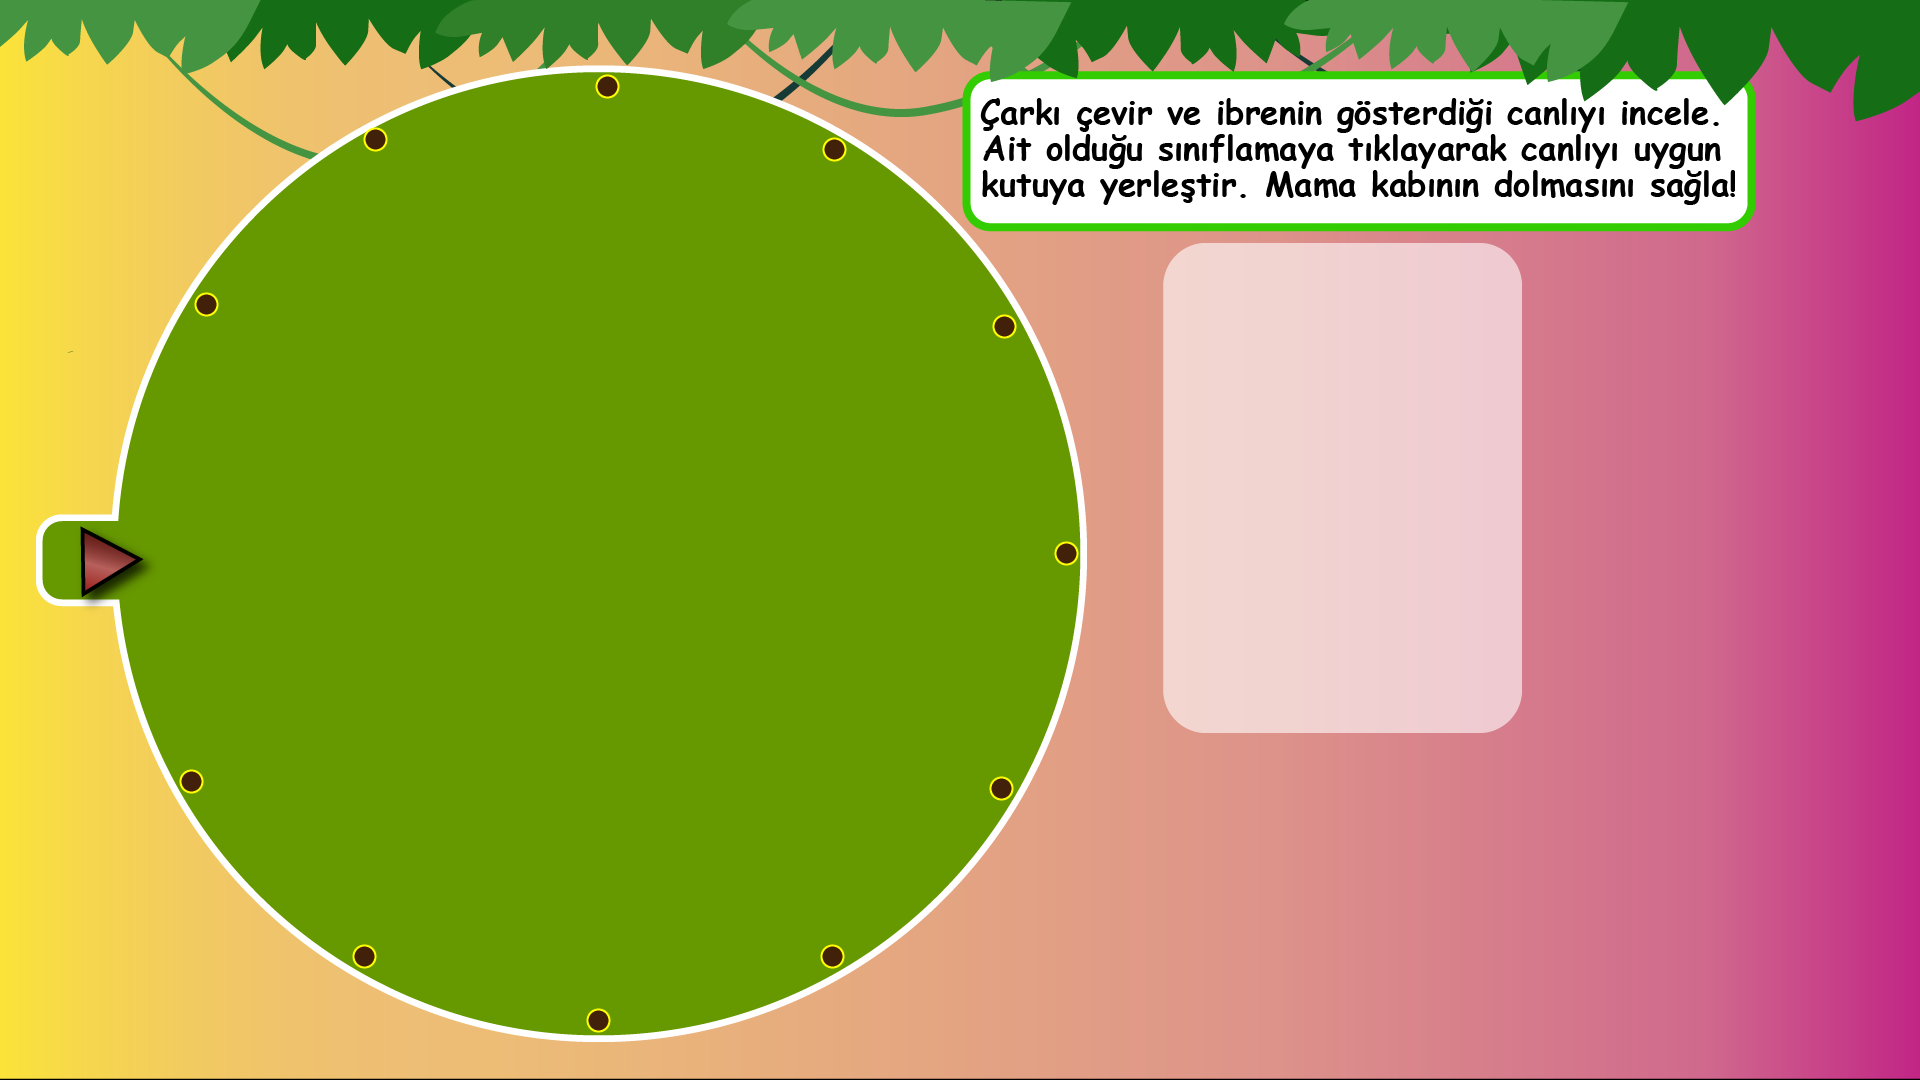 Çarkı çevir ve ibrenin gösterdiği canlıyı incele.
Ait olduğu sınıflamaya tıklayarak canlıyı uygun
kutuya yerleştir. Mama kabının dolmasını sağla!